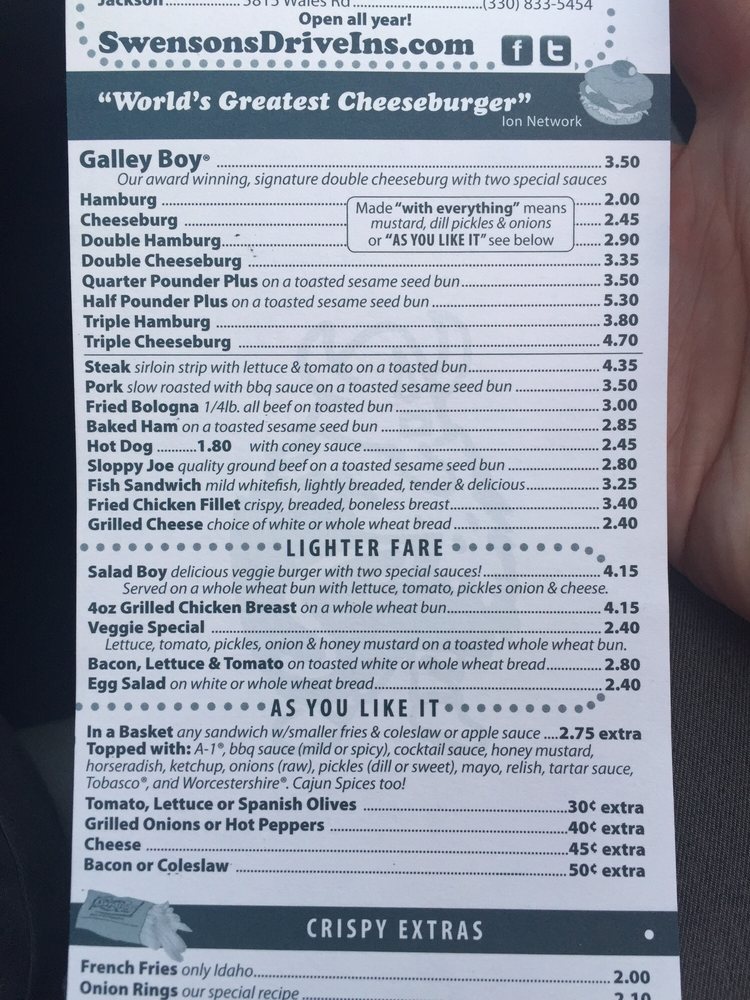 Jackson..................5815 Wales Rd..........................(330) 833-5454
Open all year!
SwensonsDriveIns.com f t
"World's Greatest Cheeseburger"
Ion Network
Galley Boy® .......... 3.50
Our award winning, signature double cheeseburg with two special sauces
Hamburg .......... 2.00
Cheeseburg .......... 2.45
Double Hamburg.......... 2.90
Made "with everything" means
mustard, dill pickles & onions
or "AS YOU LIKE IT" see below
Double Cheeseburg .......... 3.35
Quarter Pounder Plus on a toasted sesame seed bun.......... 3.50
Half Pounder Plus on a toasted sesame seed bun .......... 5.30
Triple Hamburg .......... 3.80
Triple Cheeseburg .......... 4.70
Steak sirloin strip with lettuce & tomato on a toasted bun.......... 4.35
Pork slow roasted with bbq sauce on a toasted sesame seed bun .......... 3.50
Fried Bologna 1/4lb. all beef on toasted bun .......... 3.00
Baked Ham on a toasted sesame seed bun .......... 2.85
Hot Dog ..........1.80 with coney sauce.......... 2.45
Sloppy Joe quality ground beef on a toasted sesame seed bun .......... 2.80
Fish Sandwich mild whitefish, lightly breaded, tender & delicious.......... 3.25
Fried Chicken Fillet crispy, breaded, boneless breast.......... 3.40
Grilled Cheese choice of white or whole wheat bread.......... 2.40
LIGHTER FARE
Salad Boy delicious veggie burger with two special sauces!.......... 4.15
Served on a whole wheat bun with lettuce, tomato, pickles onion & cheese.
4oz Grilled Chicken Breast on a whole wheat bun.......... 4.15
Veggie Special .......... 2.40
Lettuce, tomato, pickles, onion & honey mustard on a toasted whole wheat bun.
Bacon, Lettuce & Tomato on toasted white or whole wheat bread.......... 2.80
Egg Salad on white or whole wheat bread.......... 2.40
AS YOU LIKE IT
In a Basket any sandwich w/smaller fries & coleslaw or apple sauce ....2.75 extra
Topped with: A-1®, bbq sauce (mild or spicy), cocktail sauce, honey mustard,
horseradish, ketchup, onions (raw), pickles (dill or sweet), mayo, relish, tartar sauce,
Tobasco®, and Worcestershire®. Cajun Spices too!
Tomato, Lettuce or Spanish Olives .......... 30¢ extra
Grilled Onions or Hot Peppers .......... 40¢ extra
Cheese .......... 45¢ extra
Bacon or Coleslaw .......... 50¢ extra
CRISPY EXTRAS
French Fries only Idaho.......... 2.00
Onion Rings our special recipe .......... 2.10